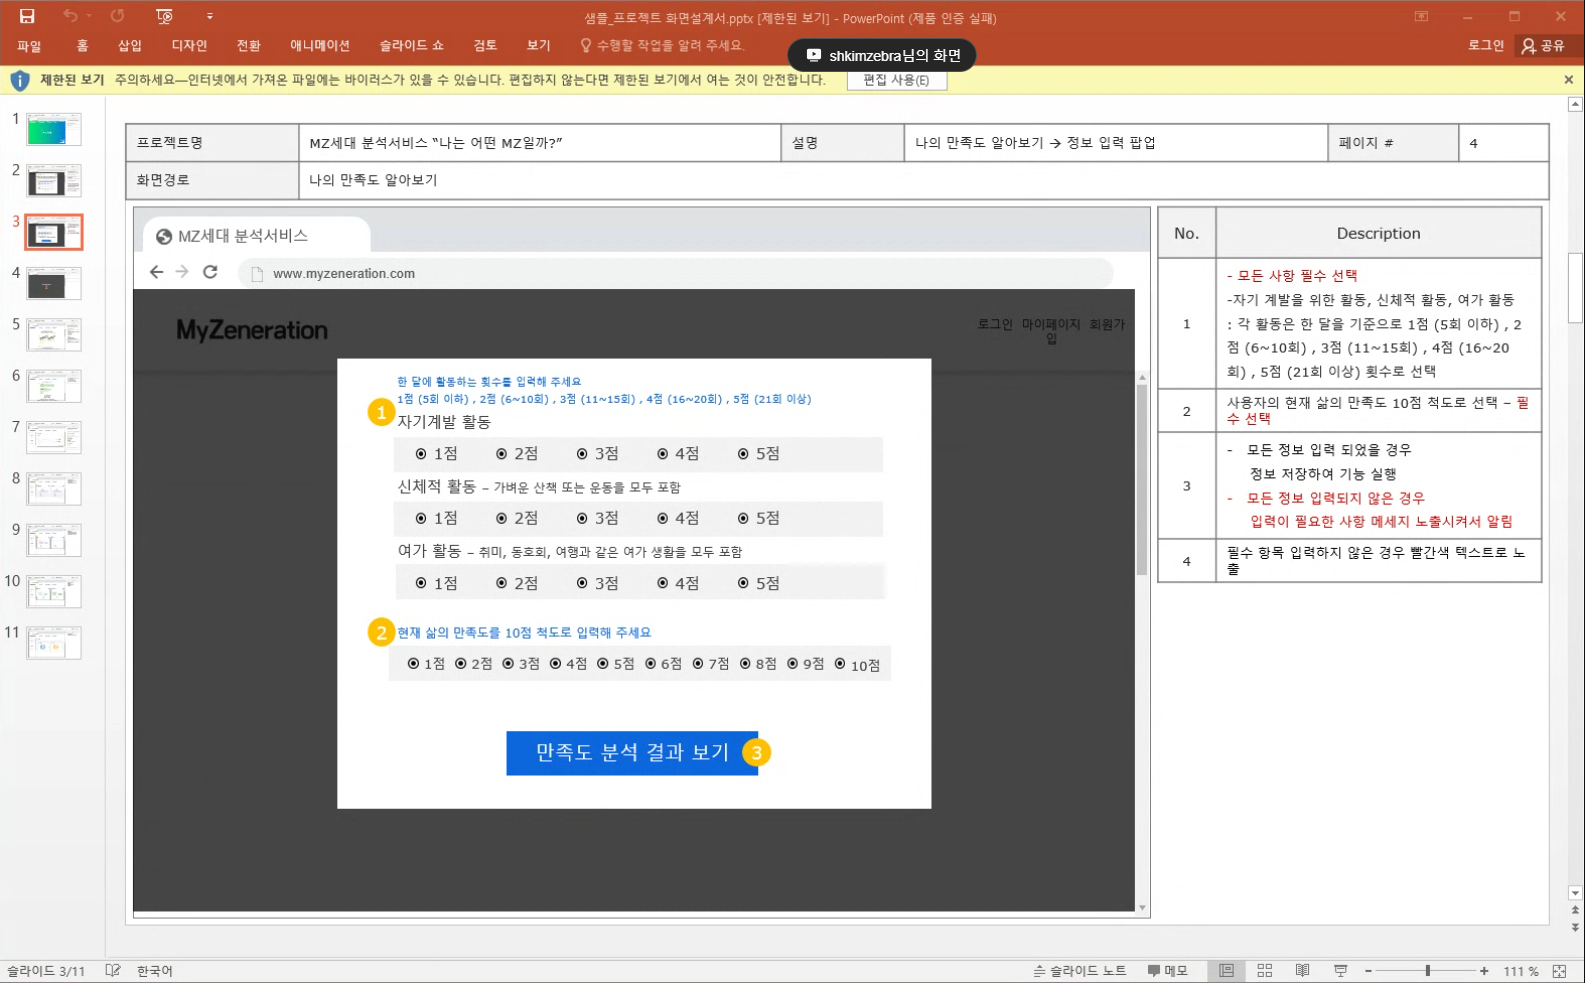 샘플_프로젝트 화면설계서.pptx [제한된 보기] - PowerPoint (제품 인증 실패)
파일 홈 삽입 디자인 전환 애니메이션 슬라이드 쇼 검토 보기 수행할 작업을 알려 주세요. 로그인 공유
shkimzebra님의 화면
제한된 보기 주의하세요—인터넷에서 가져온 파일에는 바이러스가 있을 수 있습니다. 편집하지 않는다면 제한된 보기에서 여는 것이 안전합니다. 편집 사용(E)
1
2
3
4
5
6
7
8
9
10
11
프로젝트명 MZ세대 분석서비스 “나는 어떤 MZ일까?” 설명 나의 만족도 알아보기 → 정보 입력 팝업 페이지 # 4
화면경로 나의 만족도 알아보기
MZ세대 분석서비스
www.myzeneration.com
MyZeneration
로그인 마이페이지 회원가
입
한 달에 활동하는 횟수를 입력해 주세요
1점 (5회 이하) , 2점 (6~10회) , 3점 (11~15회) , 4점 (16~20회) , 5점 (21회 이상)
1
자기계발 활동
1점 2점 3점 4점 5점
신체적 활동 – 가벼운 산책 또는 운동을 모두 포함
1점 2점 3점 4점 5점
여가 활동 – 취미, 동호회, 여행과 같은 여가 생활을 모두 포함
1점 2점 3점 4점 5점
2 현재 삶의 만족도를 10점 척도로 입력해 주세요
1점 2점 3점 4점 5점 6점 7점 8점 9점 10점
만족도 분석 결과 보기 3
No. Description
1
- 모든 사항 필수 선택
-자기 계발을 위한 활동, 신체적 활동, 여가 활동
: 각 활동은 한 달을 기준으로 1점 (5회 이하) , 2
점 (6~10회) , 3점 (11~15회) , 4점 (16~20
회) , 5점 (21회 이상) 횟수로 선택
2
사용자의 현재 삶의 만족도 10점 척도로 선택 – 필
수 선택
3
- 모든 정보 입력 되었을 경우
정보 저장하여 기능 실행
- 모든 정보 입력되지 않은 경우
입력이 필요한 사항 메세지 노출시켜서 알림
4
필수 항목 입력하지 않은 경우 빨간색 텍스트로 노
출
슬라이드 3/11 한국어 슬라이드 노트 메모 111 %